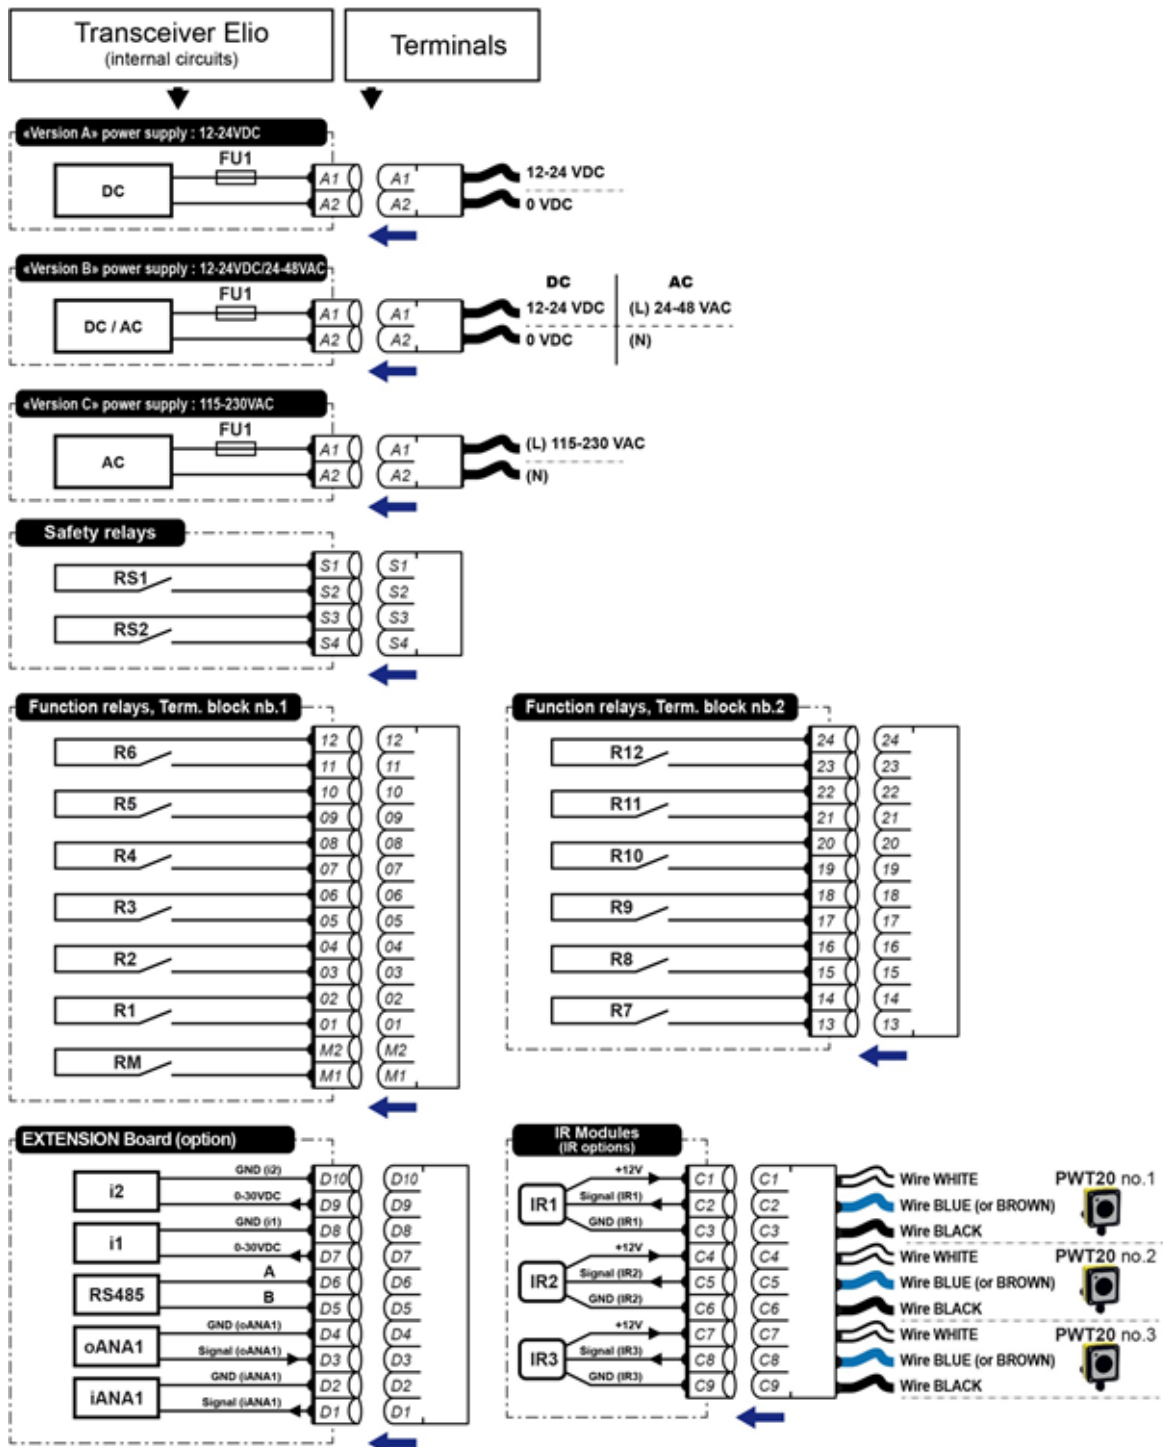 Transceiver Elio
(internal circuits)
Terminals
«Version A» power supply : 12-24VDC
FU1
DC
A1 A1 12-24 VDC
A2 A2 0 VDC
«Version B» power supply : 12-24VDC/24-48VAC
DC AC
FU1
DC / AC
A1 A1 12-24 VDC (L) 24-48 VAC
A2 A2 0 VDC (N)
«Version C» power supply : 115-230VAC
FU1
AC
A1 A1 (L) 115-230 VAC
A2 A2 (N)
Safety relays
RS1
S1 S1
S2 S2
RS2
S3 S3
S4 S4
Function relays, Term. block nb.1
R6
12 12
11 11
R5
10 10
09 09
R4
08 08
07 07
R3
06 06
05 05
R2
04 04
03 03
R1
02 02
01 01
RM
M2 M2
M1 M1
Function relays, Term. block nb.2
R12
24 24
23 23
R11
22 22
21 21
R10
20 20
19 19
R9
18 18
17 17
R8
16 16
15 15
R7
14 14
13 13
EXTENSION Board (option)
i2
GND (i2) D10 D10
0-30VDC D9 D9
i1
GND (i1) D8 D8
0-30VDC D7 D7
RS485
A D6 D6
B D5 D5
oANA1
GND (oANA1) D4 D4
Signal (oANA1) D3 D3
iANA1
GND (iANA1) D2 D2
Signal (iANA1) D1 D1
IR Modules
(IR options)
IR1
+12V C1 C1 Wire WHITE PWT20 no.1
Signal (IR1) C2 C2 Wire BLUE (or BROWN)
GND (IR1) C3 C3 Wire BLACK
IR2
+12V C4 C4 Wire WHITE PWT20 no.2
Signal (IR2) C5 C5 Wire BLUE (or BROWN)
GND (IR2) C6 C6 Wire BLACK
IR3
+12V C7 C7 Wire WHITE PWT20 no.3
Signal (IR3) C8 C8 Wire BLUE (or BROWN)
GND (IR3) C9 C9 Wire BLACK